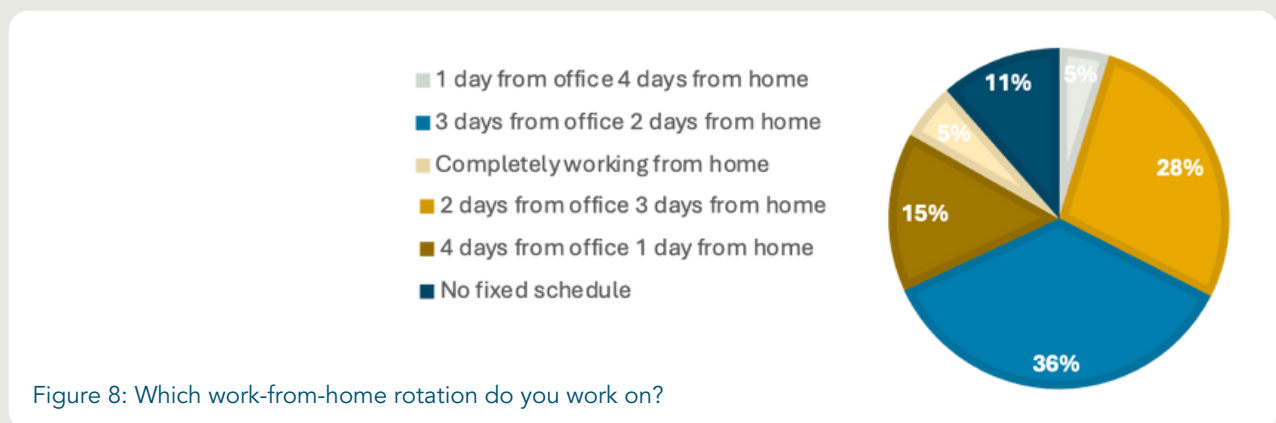 1 day from office 4 days from home
3 days from office 2 days from home
Completely working from home
2 days from office 3 days from home
4 days from office 1 day from home
No fixed schedule
5%
28%
36%
15%
5%
11%
Figure 8: Which work-from-home rotation do you work on?